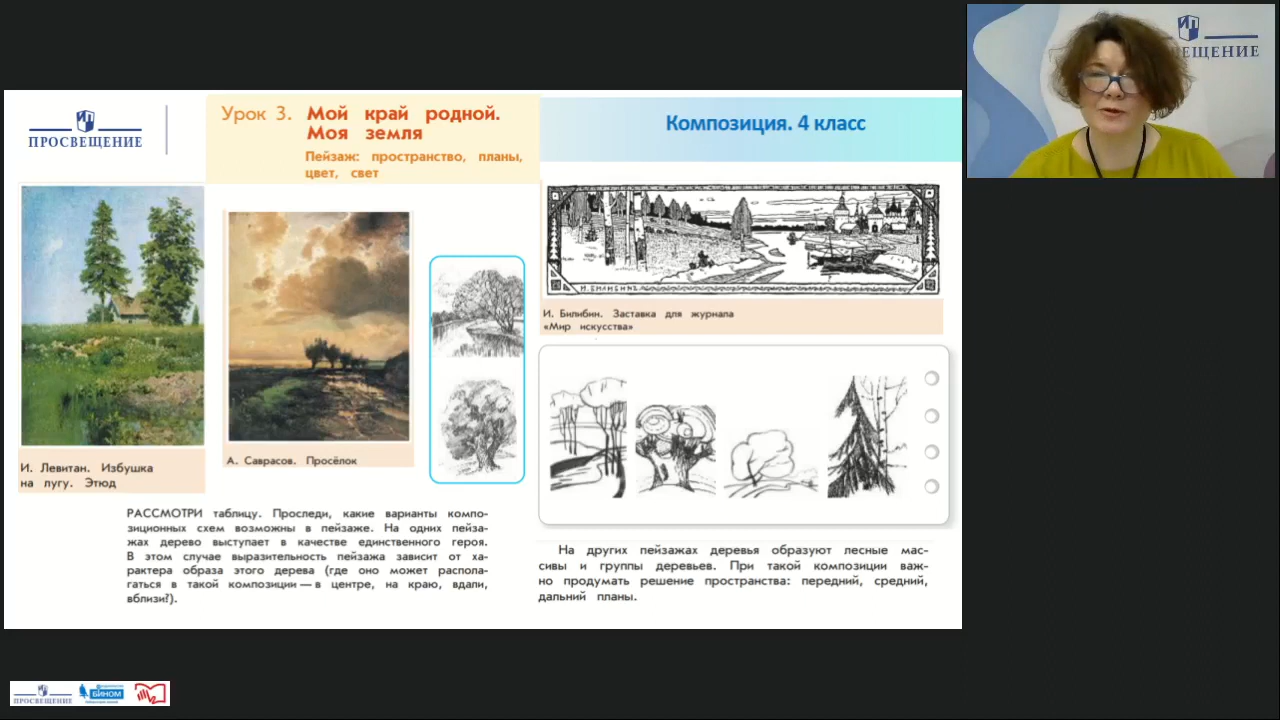 ПРОСВЕЩЕНИЕ
Урок 3. Мой край родной.
Моя земля
Пейзаж: пространство, планы,
цвет, свет
Композиция. 4 класс
ЕЩЕНИЕ
И. Левитан. Избушка
на лугу. Этюд
А. Саврасов. Просёлок
И. БИЛИБИНЪ.
И. Билибин. Заставка для журнала
«Мир искусства»
РАССМОТРИ таблицу. Проследи, какие варианты компо-
зиционных схем возможны в пейзаже. На одних пейза-
жах дерево выступает в качестве единственного героя.
В этом случае выразительность пейзажа зависит от ха-
рактера образа этого дерева (где оно может распола-
гаться в такой композиции — в центре, на краю, вдали,
вблизи?).
На других пейзажах деревья образуют лесные мас-
сивы и группы деревьев. При такой композиции важ-
но продумать решение пространства: передний, средний,
дальний планы.
ПРОСВЕЩЕНИЕ
БИНОМ